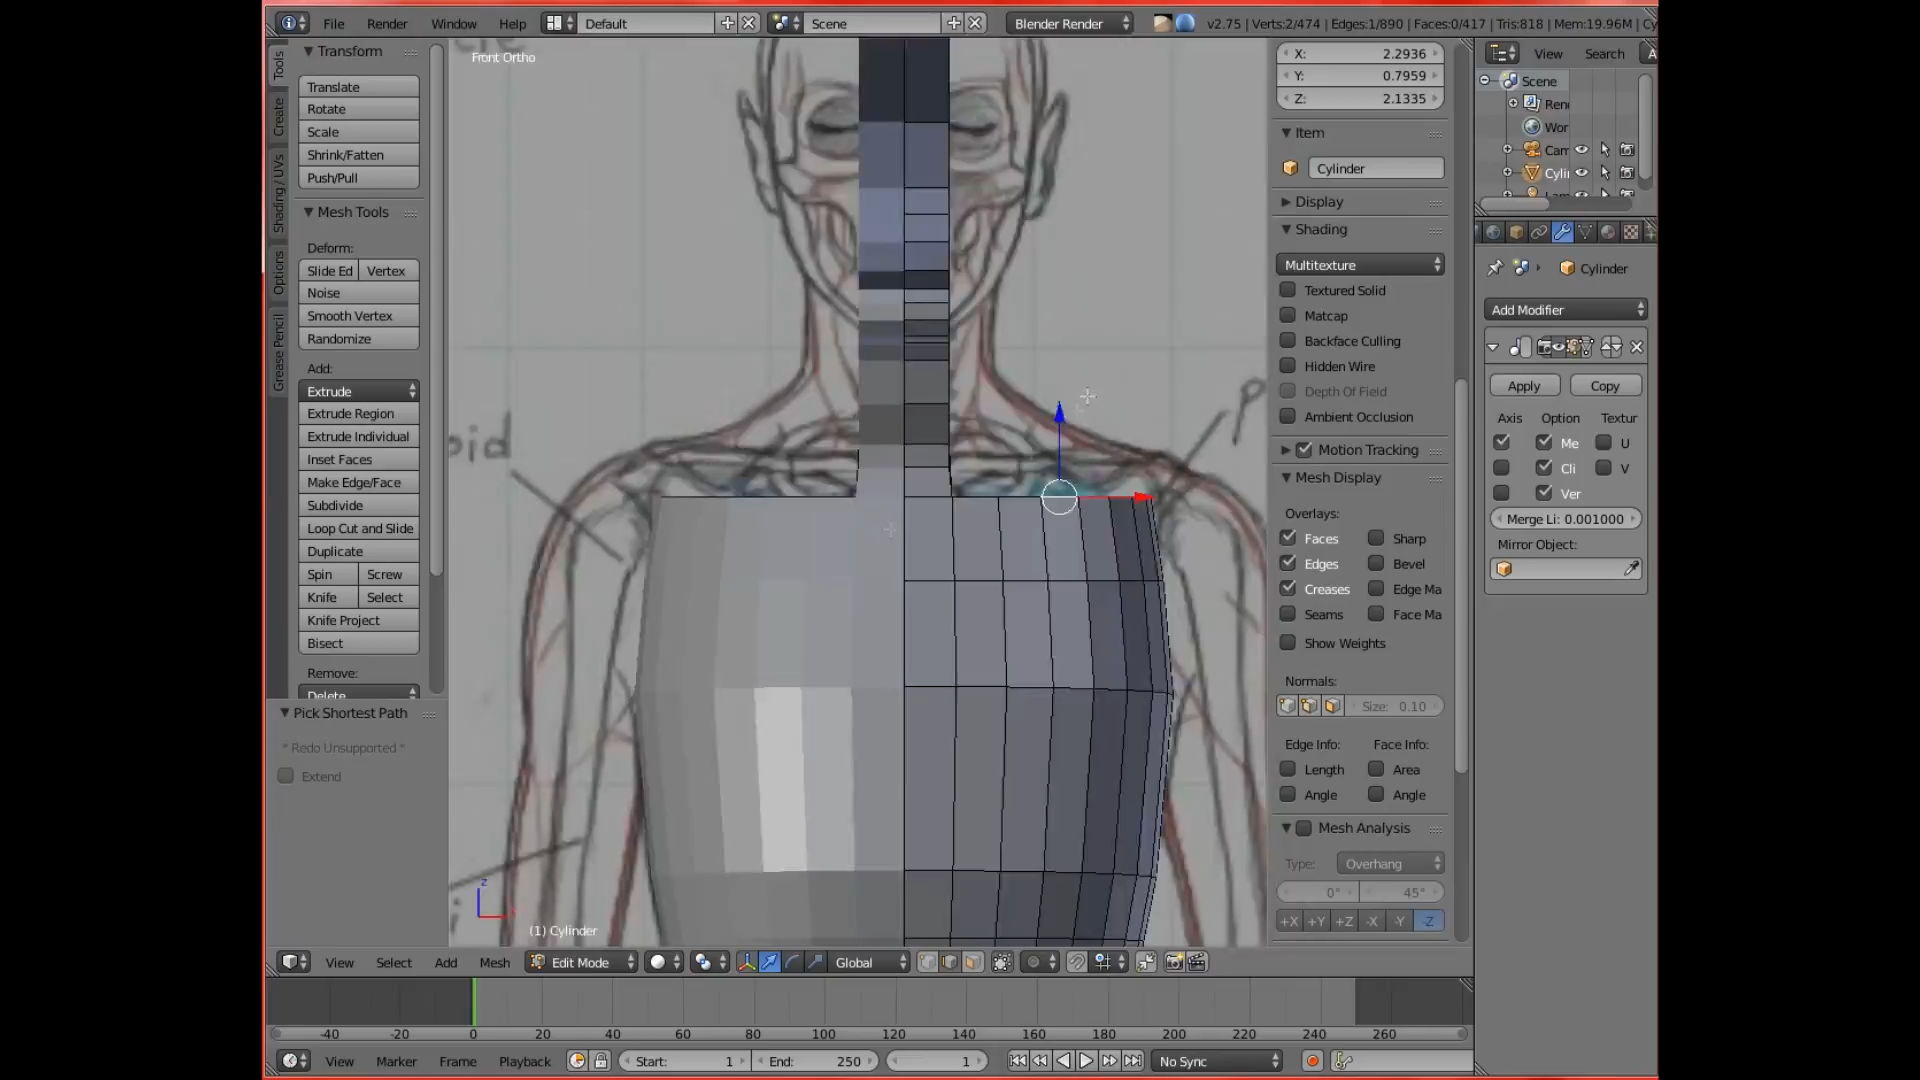 File Render Window Help Default Scene Blender Render v2.75 | Verts:2/474 | Edges:1/890 | Faces:0/417 | Tris:818 | Mem:19.96M | Cy
Tools
Create
Shading / UVs
Options
Grease Pencil
Transform
Translate
Rotate
Scale
Shrink/Fatten
Push/Pull
Mesh Tools
Deform:
Slide Ed Vertex
Noise
Smooth Vertex
Randomize
Add:
Extrude
Extrude Region
Extrude Individual
Inset Faces
Make Edge/Face
Subdivide
Loop Cut and Slide
Duplicate
Spin Screw
Knife Select
Knife Project
Bisect
Remove:
Delete
Pick Shortest Path
* Redo Unsupported *
Extend
Front Ortho
oid
P
z
(1) Cylinder
X: 2.2936
Y: 0.7959
Z: 2.1335
Item
Cylinder
Display
Shading
Multitexture
Textured Solid
Matcap
Backface Culling
Hidden Wire
Depth Of Field
Ambient Occlusion
Motion Tracking
Mesh Display
Overlays:
Faces Sharp
Edges Bevel
Creases Edge Ma
Seams Face Ma
Show Weights
Normals:
Size: 0.10
Edge Info: Face Info:
Length Area
Angle Angle
Mesh Analysis
Type: Overhang
0° 45°
+X +Y +Z -X -Y -Z
View Search A
Scene
Ren
Wor
Cam
Cyli
Cylinder
Add Modifier
Apply Copy
Axis Option Textur
Me U
Cli V
Ver
Merge Li: 0.001000
Mirror Object:
View Select Add Mesh Edit Mode Global
-40 -20 0 20 40 60 80 100 120 140 160 180 200 220 240 260
View Marker Frame Playback Start: 1 End: 250 1 No Sync